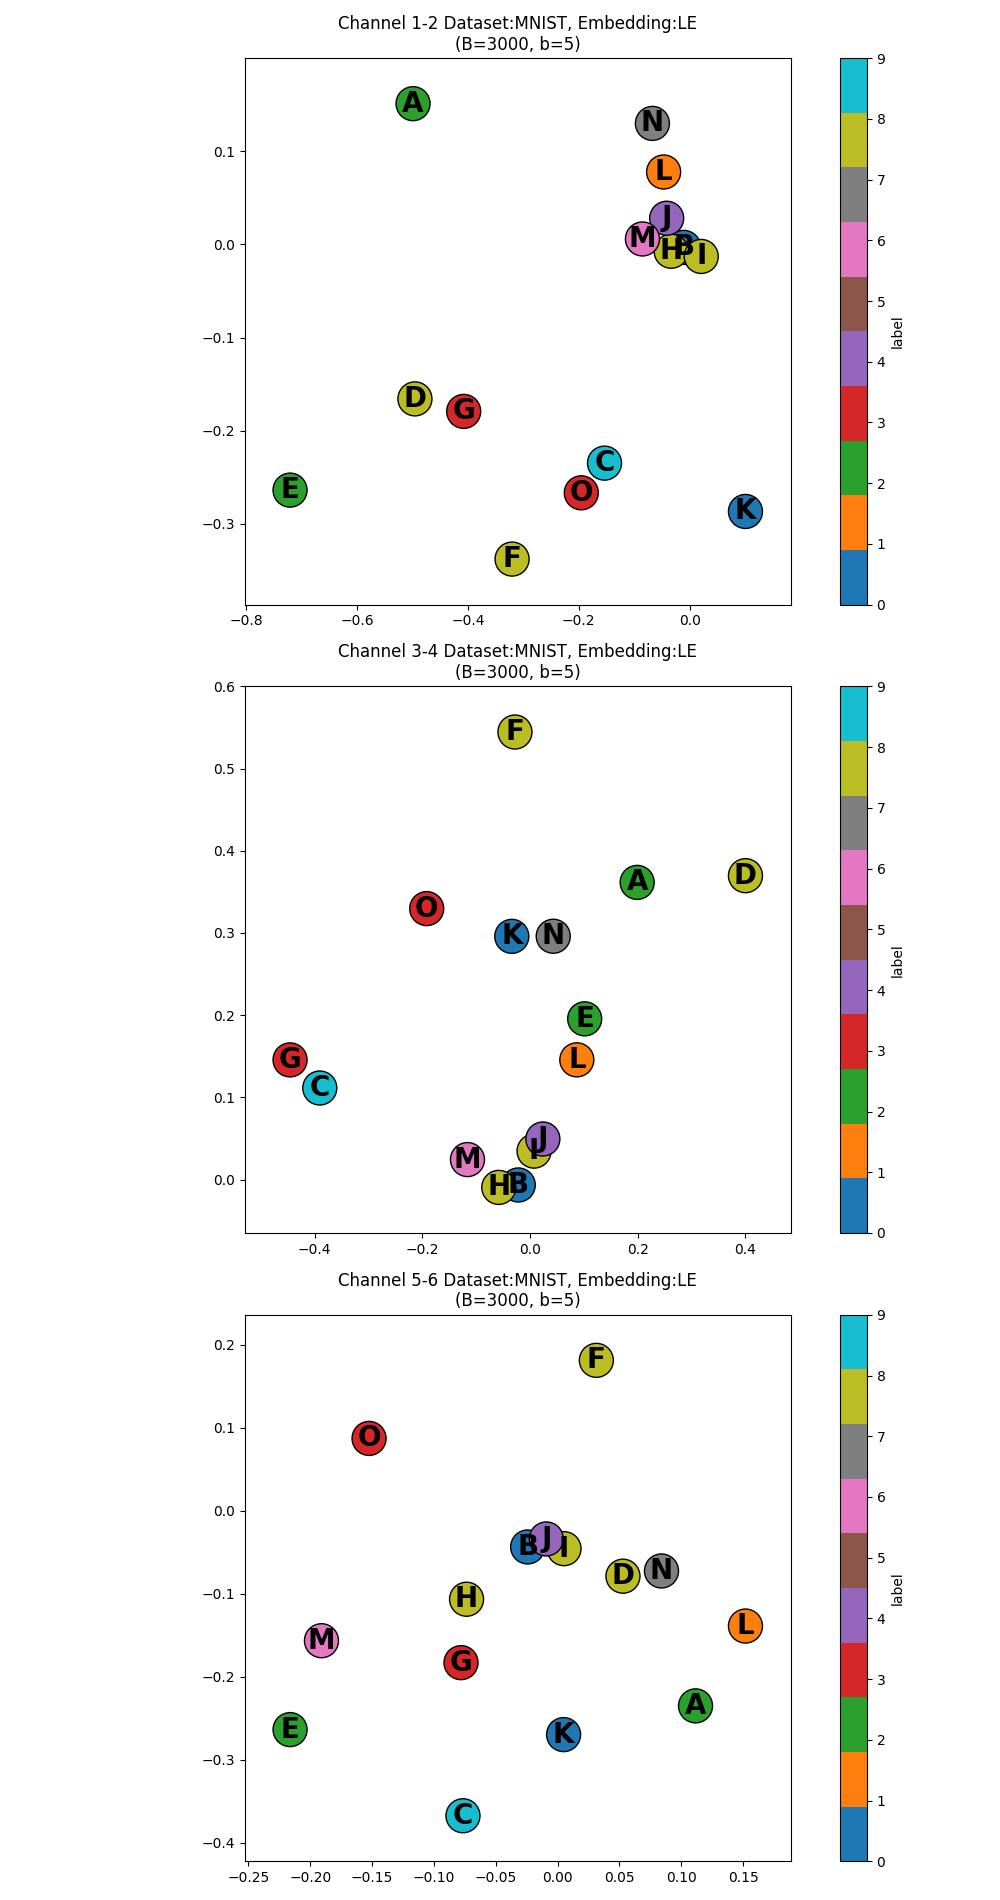 Channel 1-2 Dataset:MNIST, Embedding:LE
(B=3000, b=5)
A
N
L
J
M
H
B
I
D
G
C
E
O
K
F
0.1
0.0
−0.1
−0.2
−0.3
−0.8
−0.6
−0.4
−0.2
0.0
9
8
7
6
5
4
3
2
1
0
label
Channel 3-4 Dataset:MNIST, Embedding:LE
(B=3000, b=5)
F
D
A
O
K
N
E
G
L
C
J
I
M
H
B
0.6
0.5
0.4
0.3
0.2
0.1
0.0
−0.4
−0.2
0.0
0.2
0.4
9
8
7
6
5
4
3
2
1
0
label
Channel 5-6 Dataset:MNIST, Embedding:LE
(B=3000, b=5)
F
O
B
J
I
D
N
H
L
M
G
A
E
K
C
0.2
0.1
0.0
−0.1
−0.2
−0.3
−0.4
−0.25
−0.20
−0.15
−0.10
−0.05
0.00
0.05
0.10
0.15
9
8
7
6
5
4
3
2
1
0
label